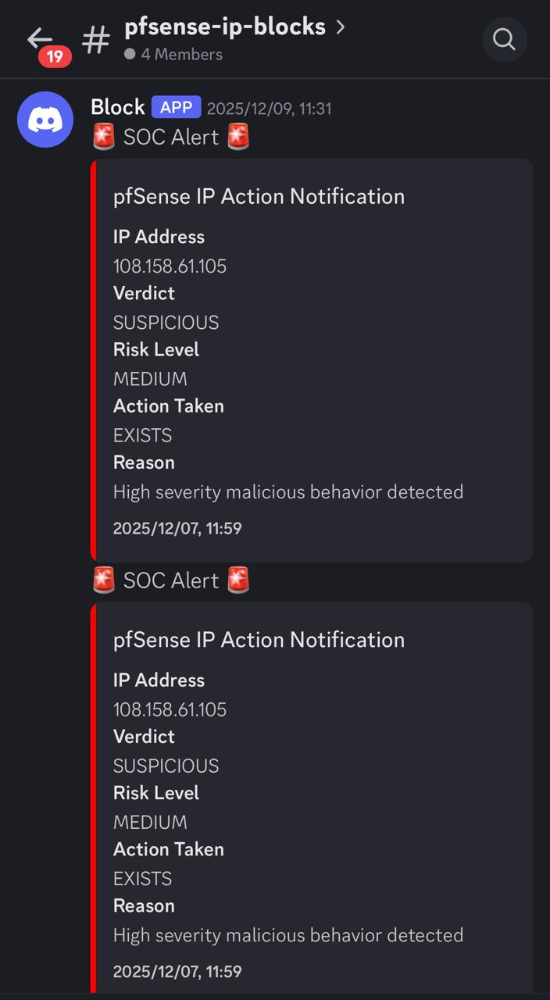 pfsense-ip-blocks
19
4 Members
Block APP 2025/12/09, 11:31
🚨 SOC Alert 🚨
pfSense IP Action Notification
IP Address
108.158.61.105
Verdict
SUSPICIOUS
Risk Level
MEDIUM
Action Taken
EXISTS
Reason
High severity malicious behavior detected
2025/12/07, 11:59
🚨 SOC Alert 🚨
pfSense IP Action Notification
IP Address
108.158.61.105
Verdict
SUSPICIOUS
Risk Level
MEDIUM
Action Taken
EXISTS
Reason
High severity malicious behavior detected
2025/12/07, 11:59